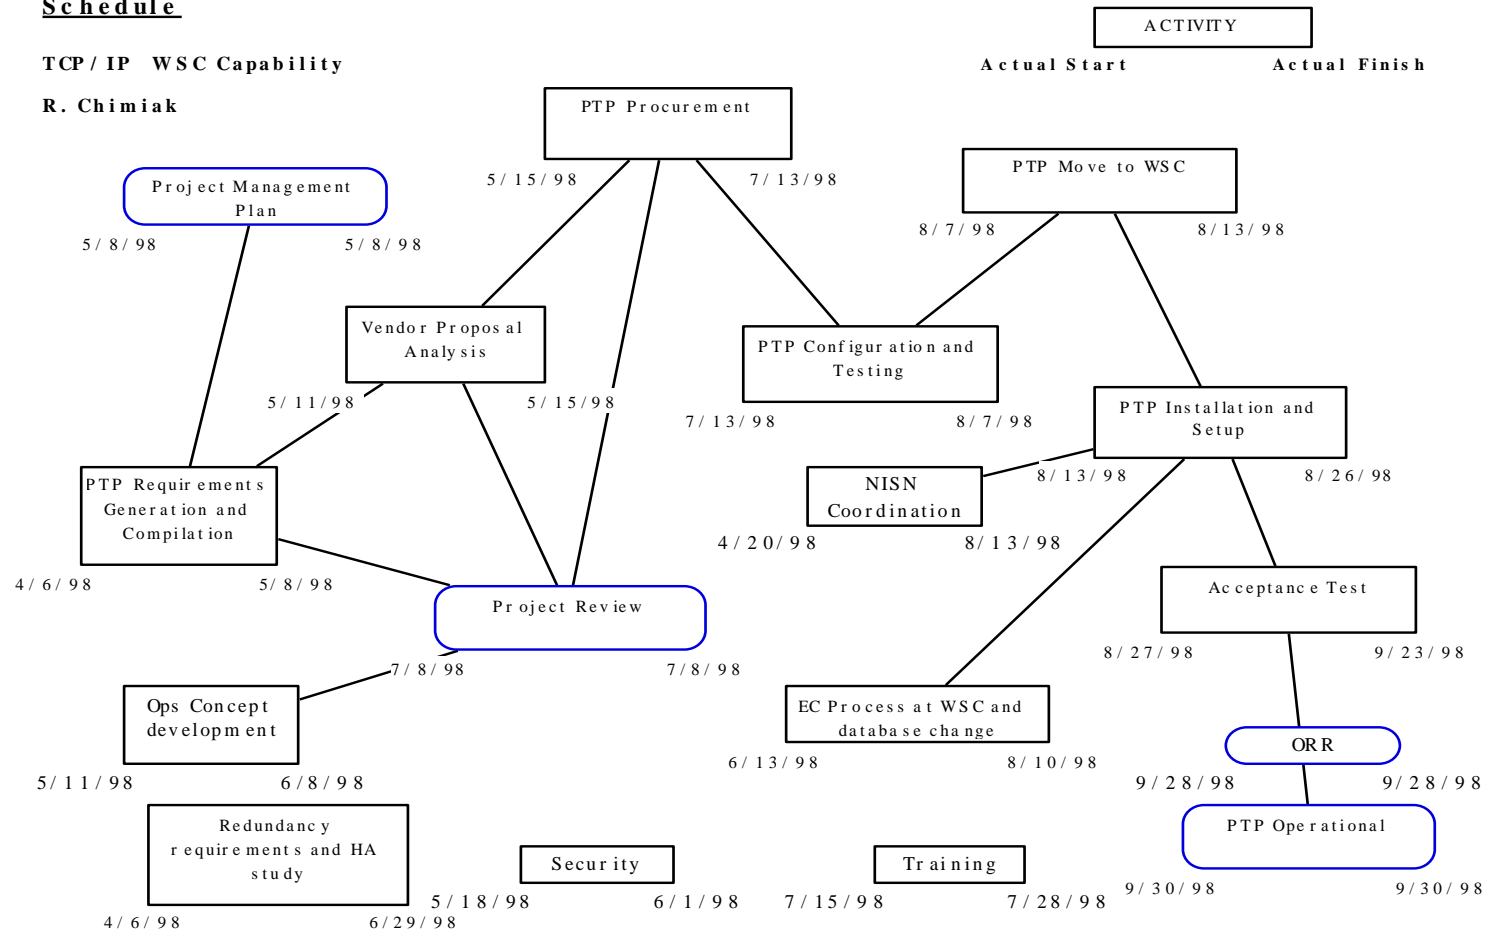 Schedule
ACTIVITY
TCP/IP WSC Capability
Actual Start
Actual Finish
R. Chimiak
PTP Procurement
5/15/98
7/13/98
PTP Move to WSC
8/7/98
8/13/98
Project Management
Plan
5/8/98
5/8/98
Vendor Proposal
Analysis
5/11/98
5/15/98
PTP Configuration and
Testing
7/13/98
8/7/98
PTP Installation and
Setup
8/13/98
8/26/98
PTP Requirements
Generation and
Compilation
4/6/98
5/8/98
NISN
Coordination
4/20/98
8/13/98
Project Review
7/8/98
7/8/98
Acceptance Test
8/27/98
9/23/98
Ops Concept
development
5/11/98
6/8/98
EC Process at WSC and
database change
6/13/98
8/10/98
ORR
9/28/98
9/28/98
Redundancy
requirements and HA
study
4/6/98
6/29/98
Security
5/18/98
6/1/98
Training
7/15/98
7/28/98
PTP Operational
9/30/98
9/30/98